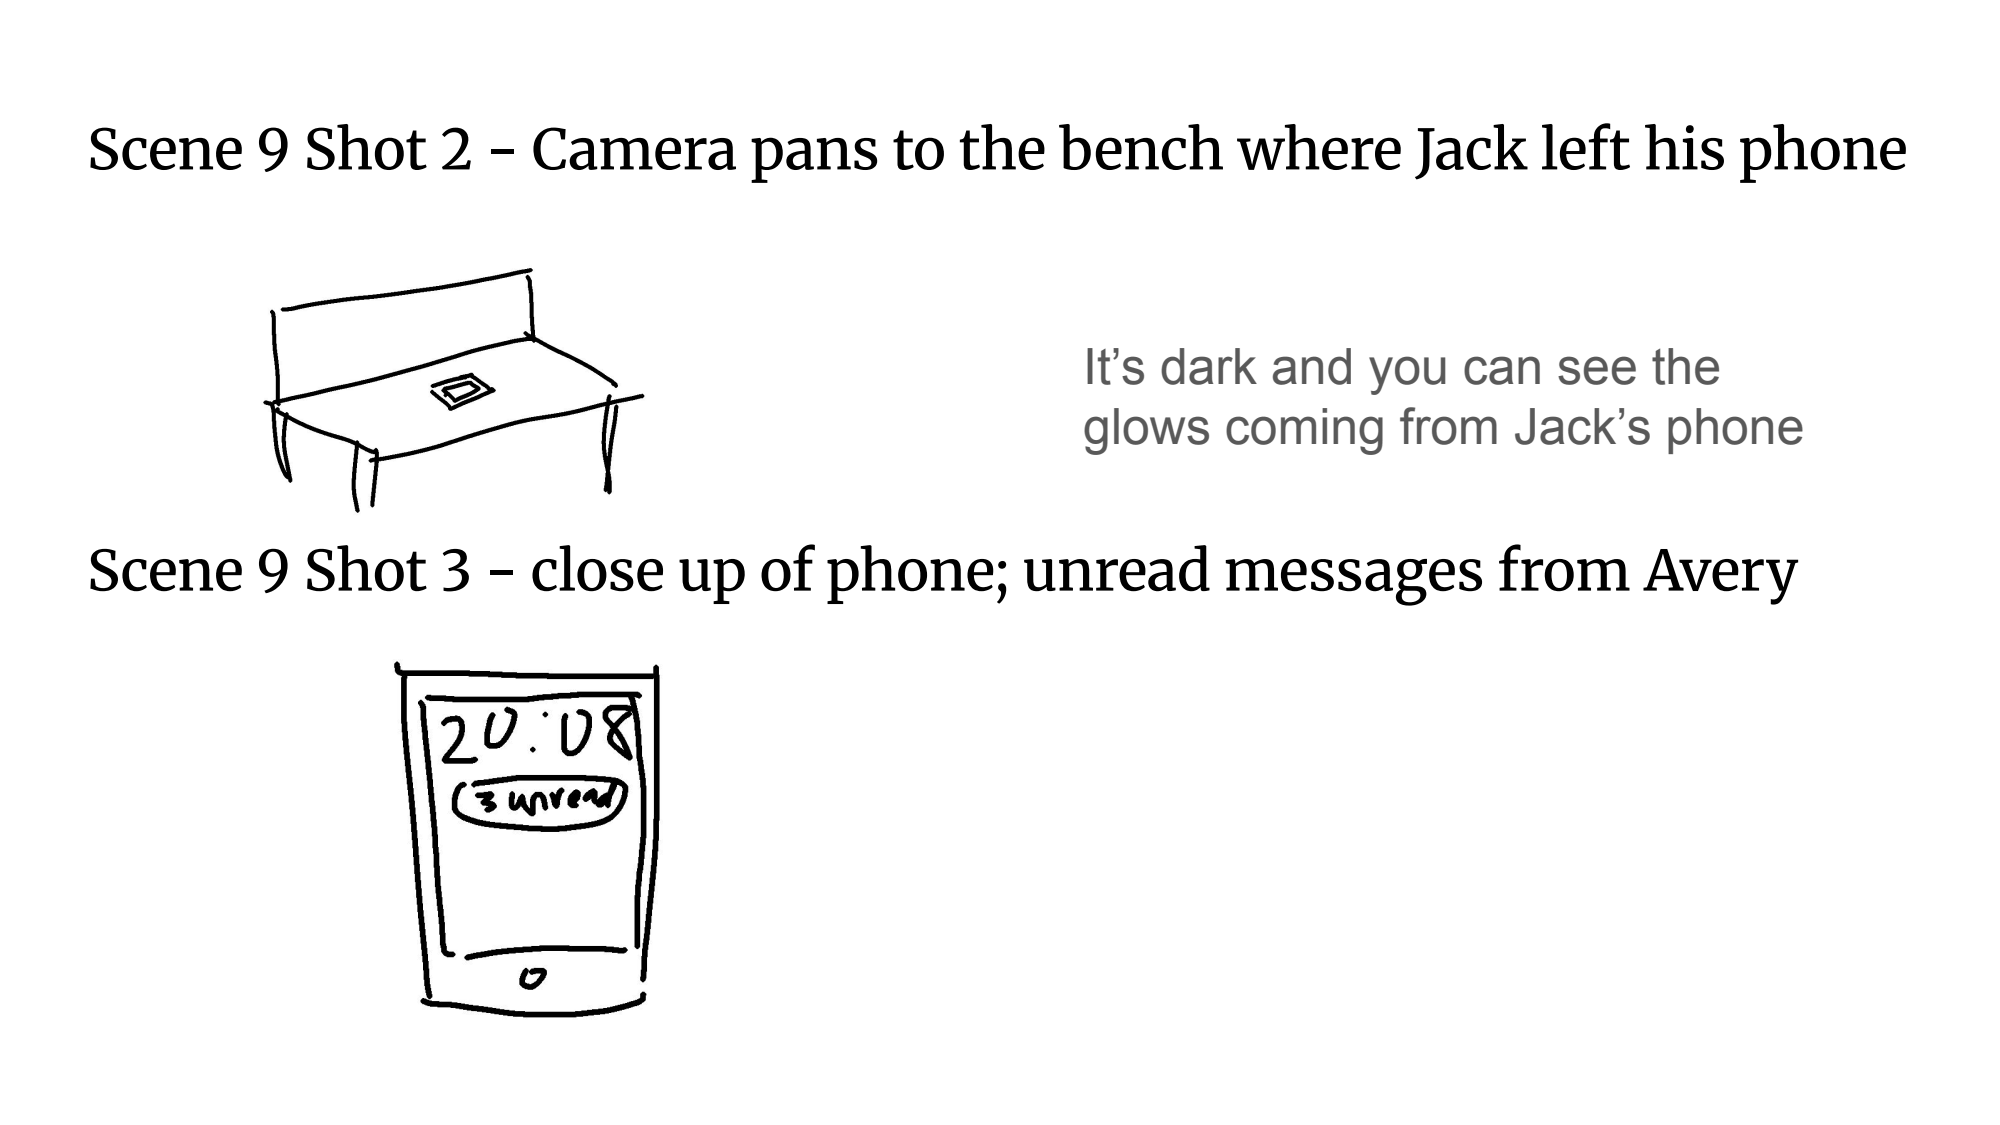 Scene 9 Shot 2 - Camera pans to the bench where Jack left his phone
It’s dark and you can see the
glows coming from Jack’s phone
Scene 9 Shot 3 - close up of phone; unread messages from Avery
20:08
3 unread